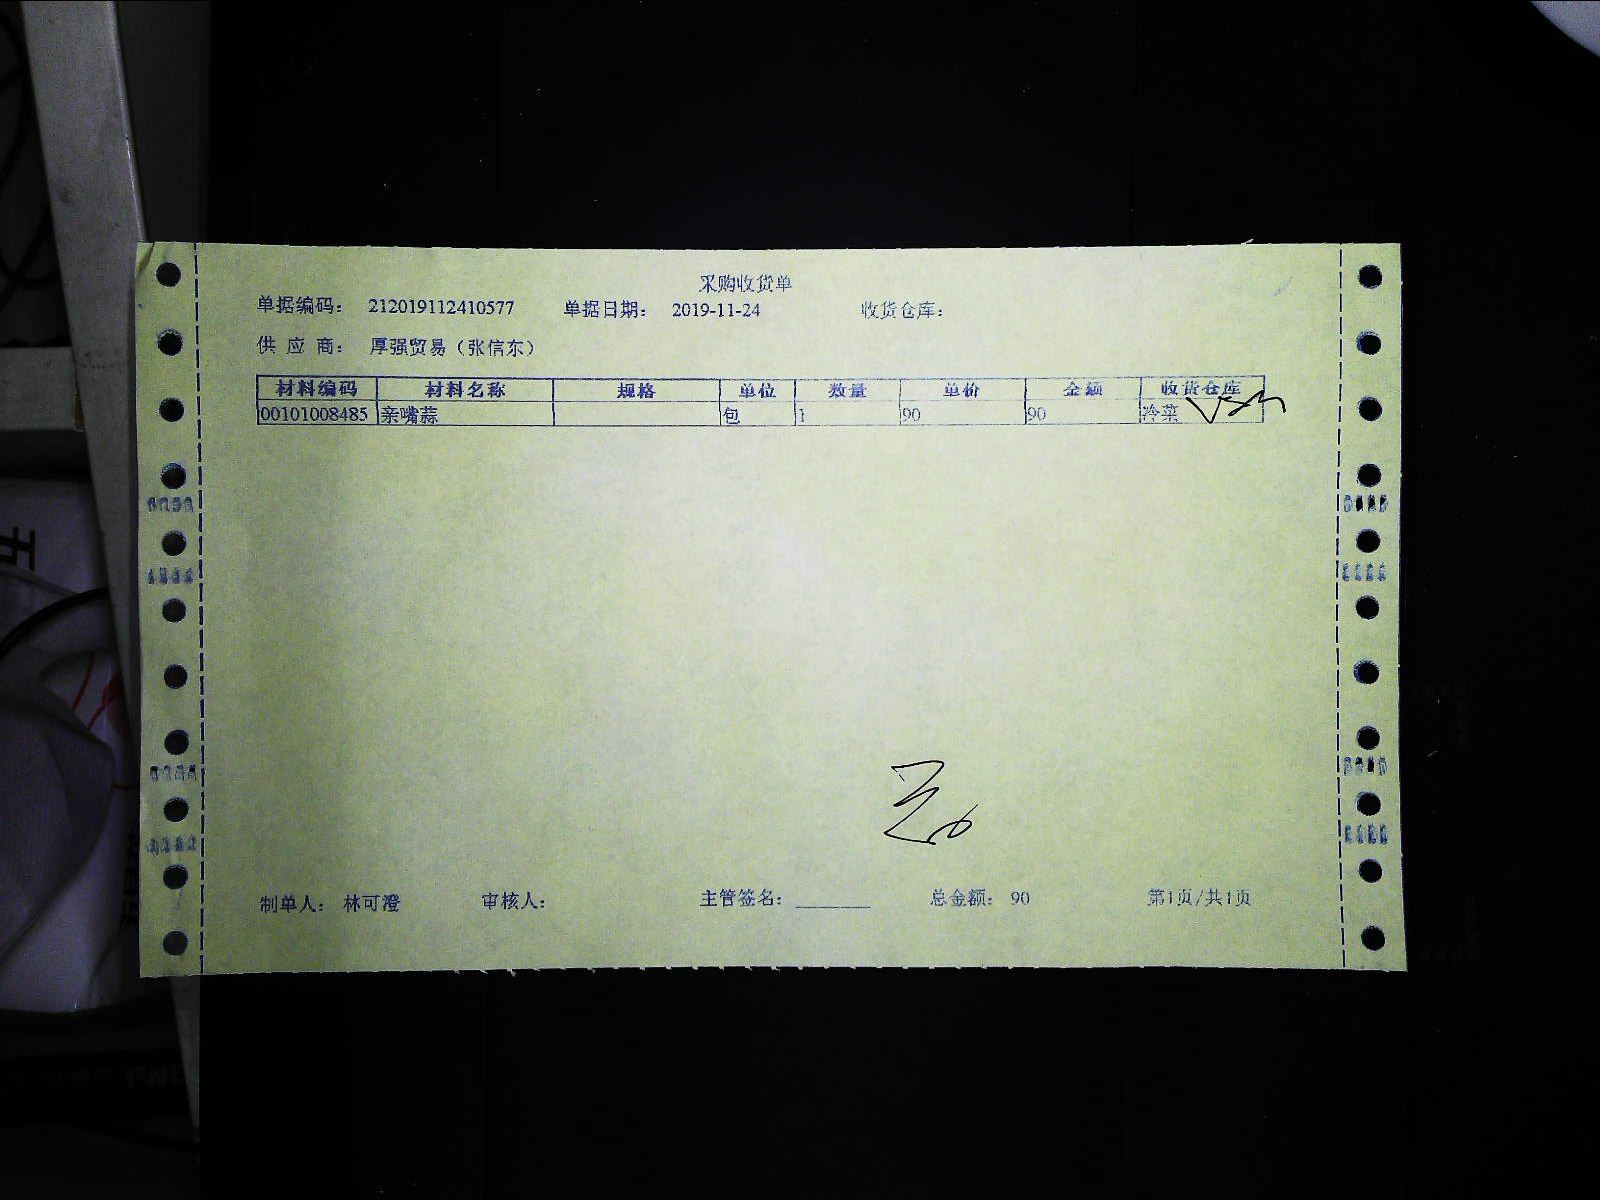 采购收货单
单据编码： 212019112410577 单据日期： 2019-11-24 收货仓库：
供 应 商： 厚强贸易（张信东）
材料编码 材料名称 规格 单位 数量 单价 金额 收货仓库
00101008485 亲嘴蒜 包 1 90 90 冷菜
制单人： 林可澄 审核人： 主管签名： 总金额： 90 第1页/共1页
五